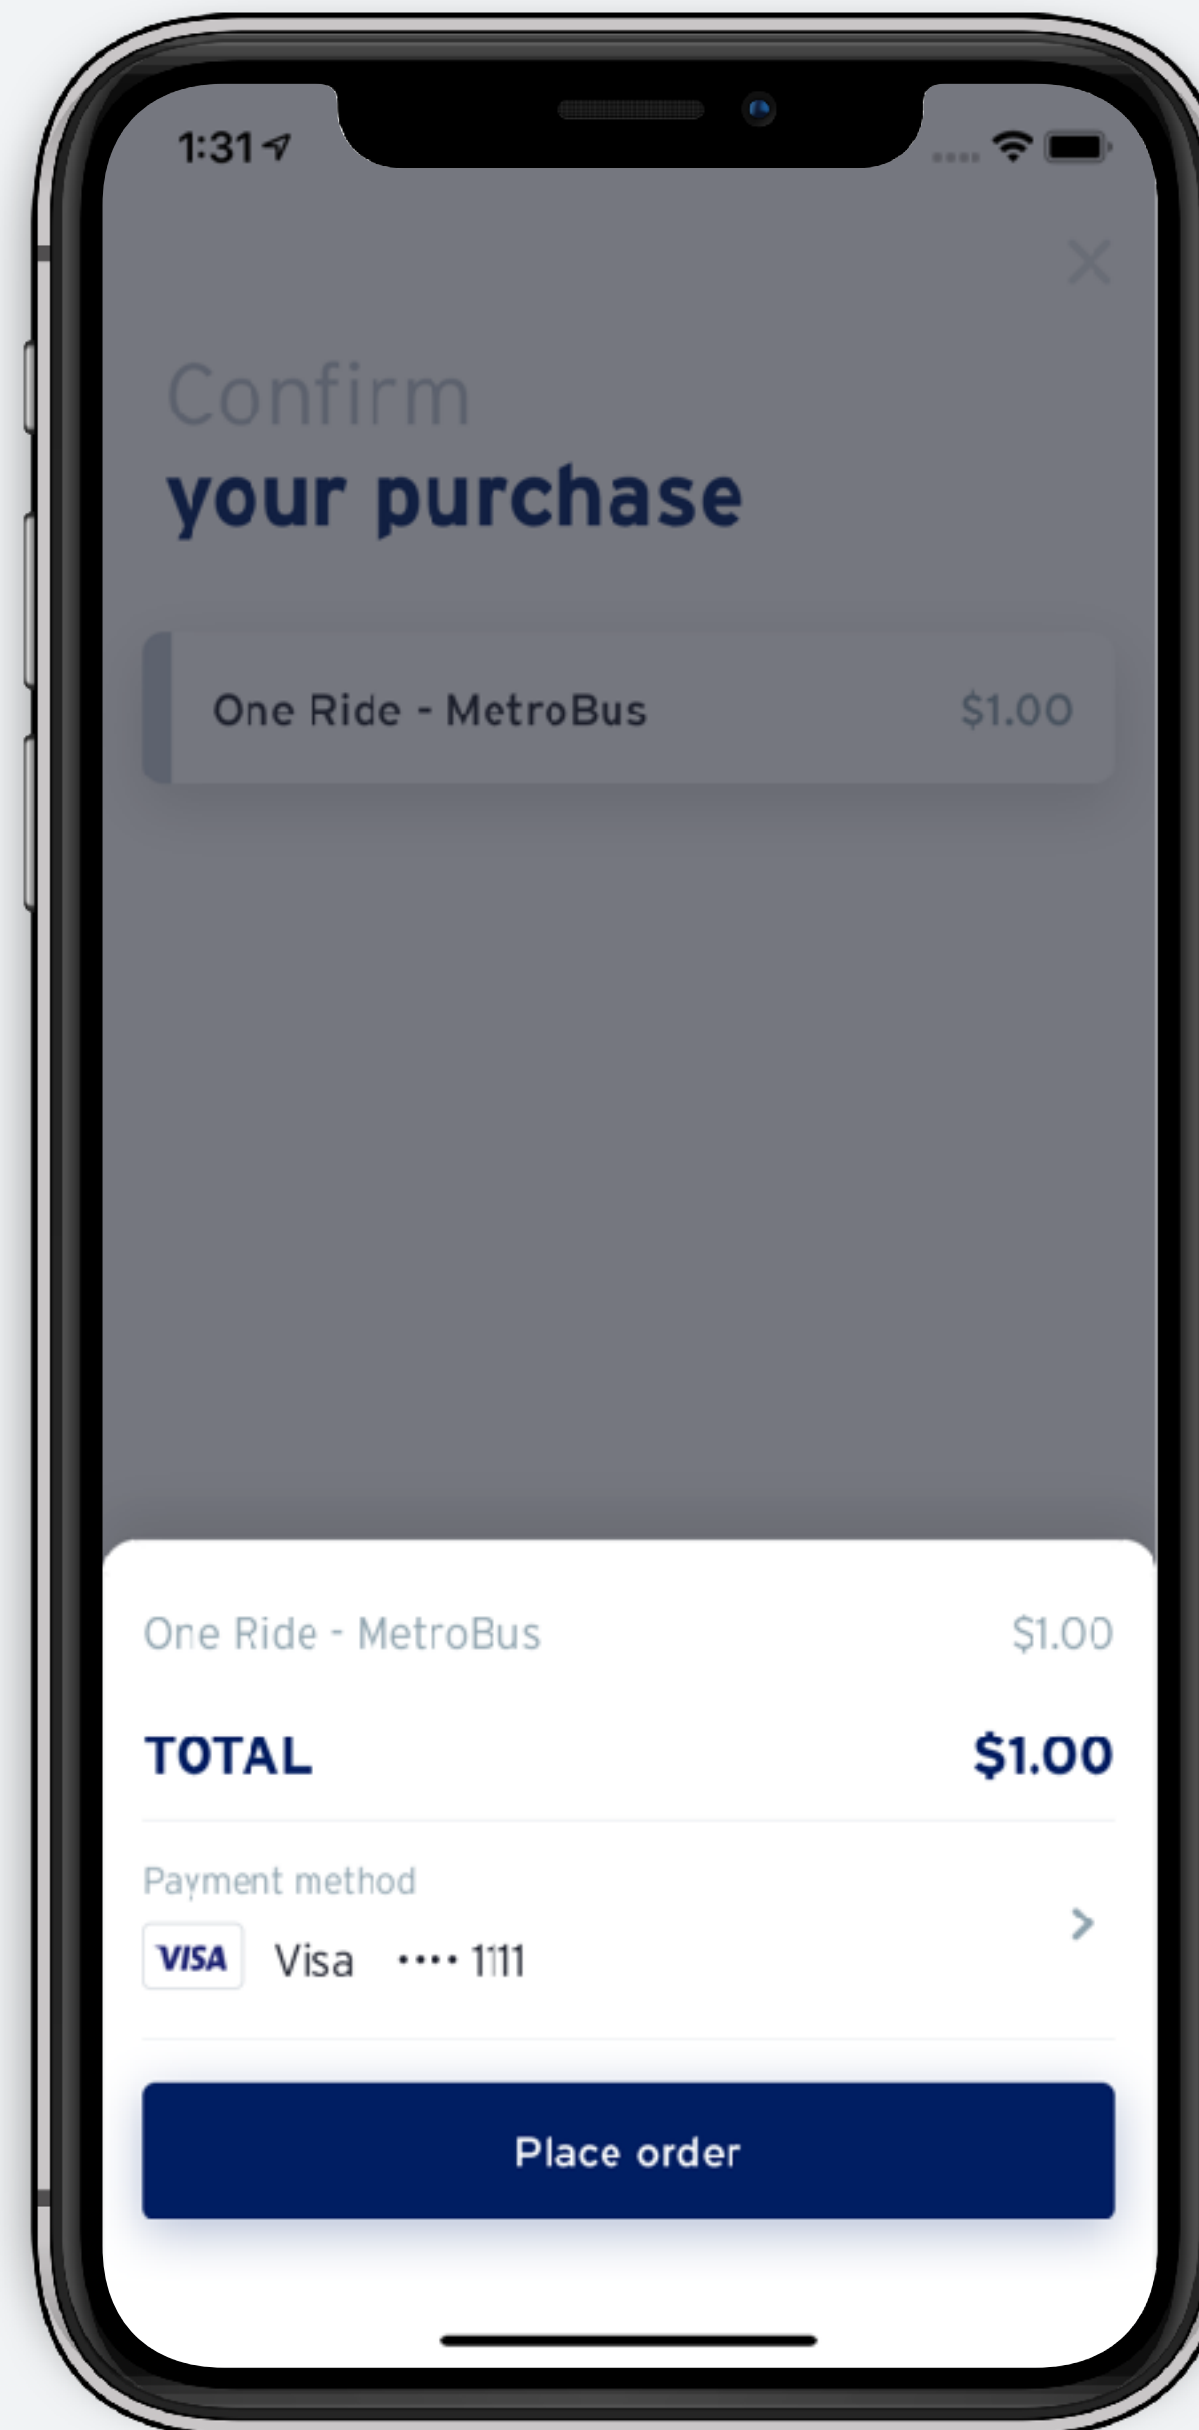 1:31
Confirm
your purchase
One Ride - MetroBus $1.00
One Ride - MetroBus $1.00
TOTAL $1.00
Payment method
VISA Visa •••• 1111
Place order